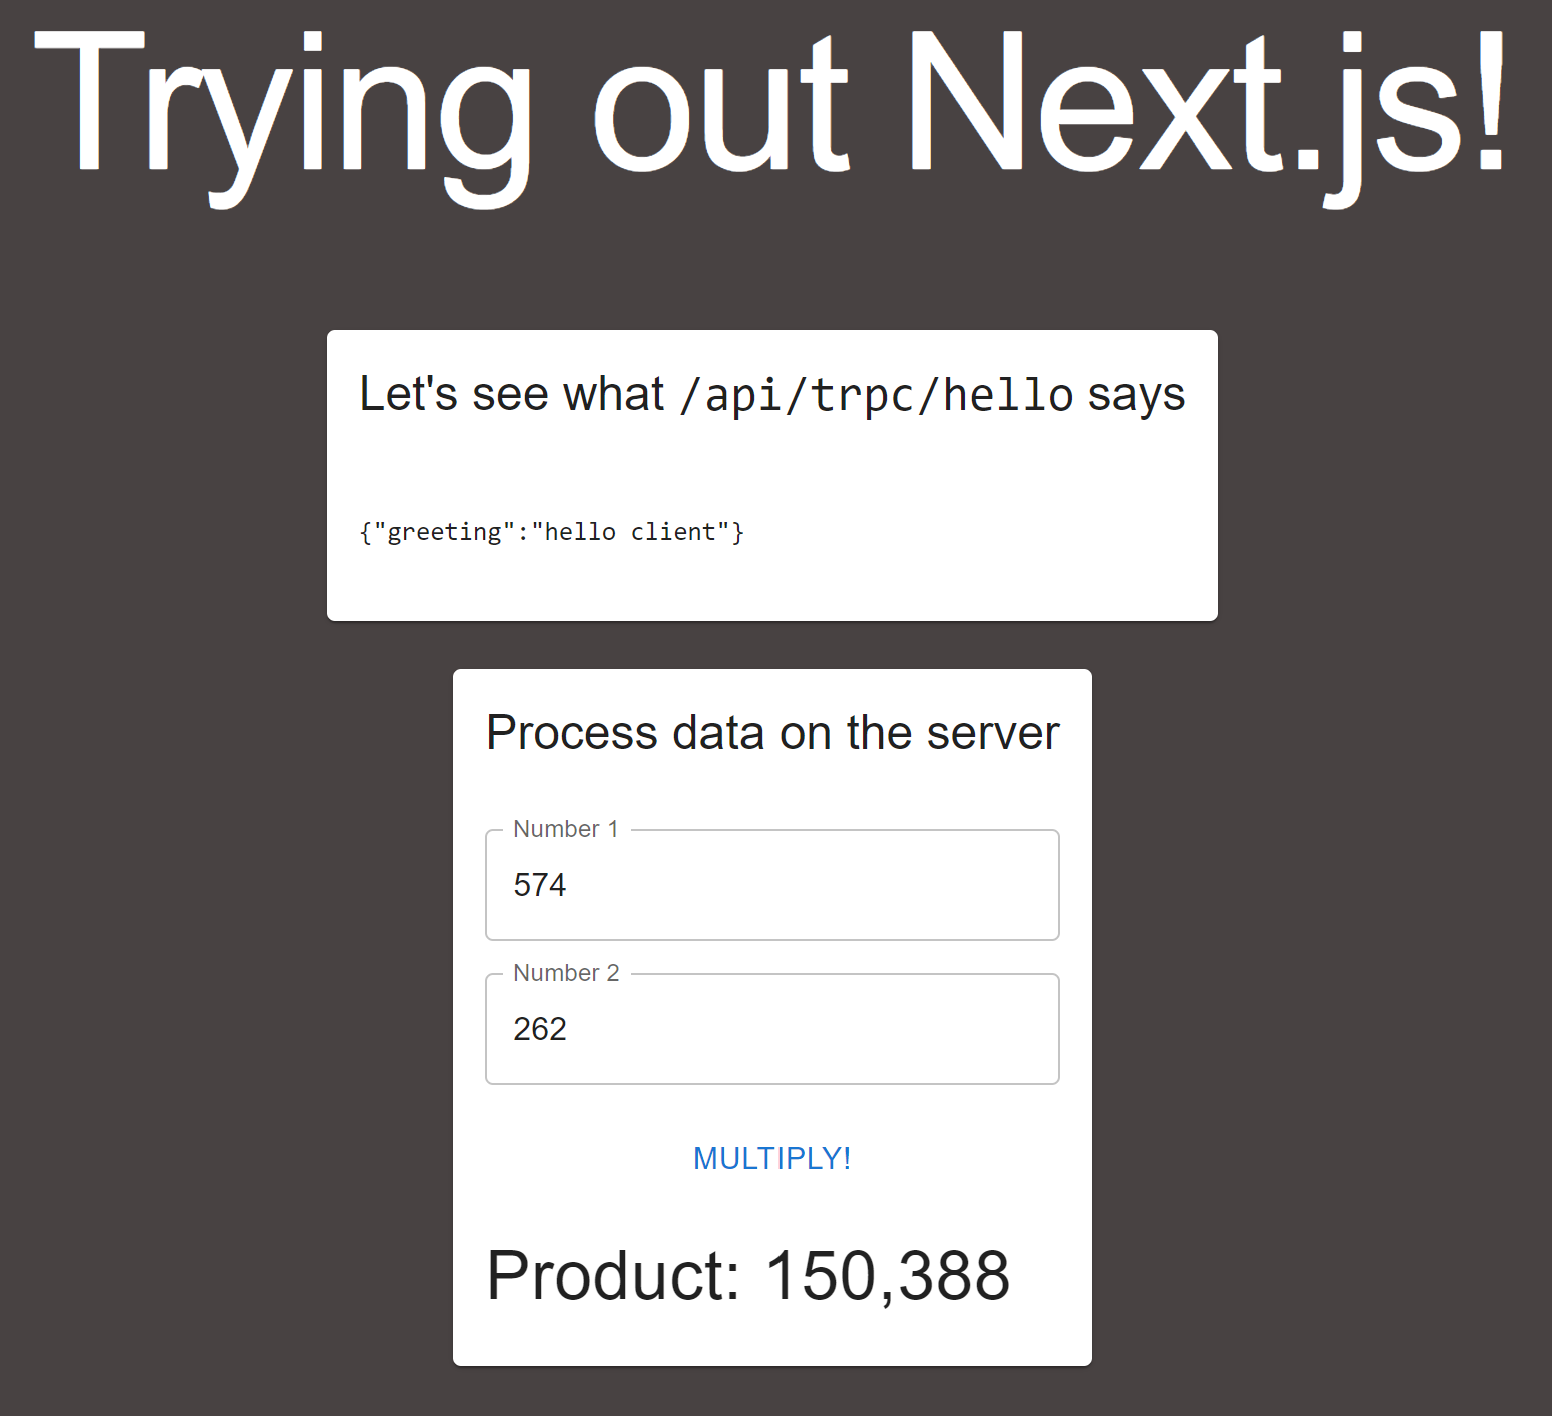 Trying out Next.js!
Let's see what /api/trpc/hello says
{"greeting":"hello client"}
Process data on the server
Number 1
574
Number 2
262
MULTIPLY!
Product: 150,388